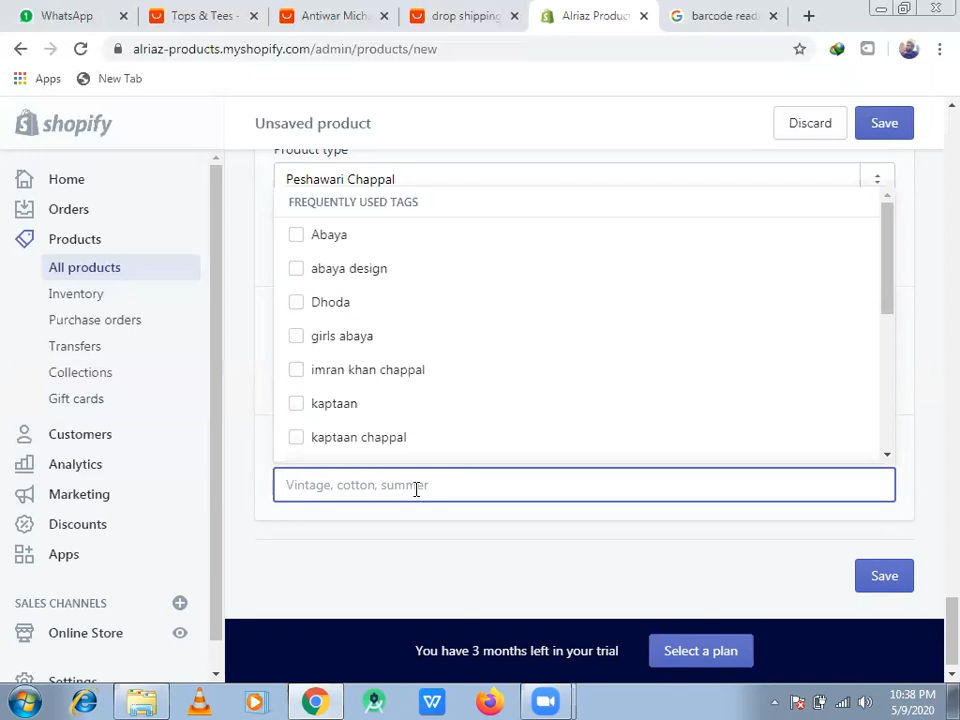 WhatsApp
Tops & Tees -
Antiwar Mich
drop shipping
Alriaz Product
barcode read
alriaz-products.myshopify.com/admin/products/new
Apps
New Tab
shopify
Unsaved product
Discard
Save
Home
Orders
Products
All products
Inventory
Purchase orders
Transfers
Collections
Gift cards
Customers
Analytics
Marketing
Discounts
Apps
SALES CHANNELS
Online Store
Settings
Product type
Peshawari Chappal
FREQUENTLY USED TAGS
Abaya
abaya design
Dhoda
girls abaya
imran khan chappal
kaptaan
kaptaan chappal
Vintage, cotton, summer
Save
You have 3 months left in your trial
Select a plan
10:38 PM
5/9/2020